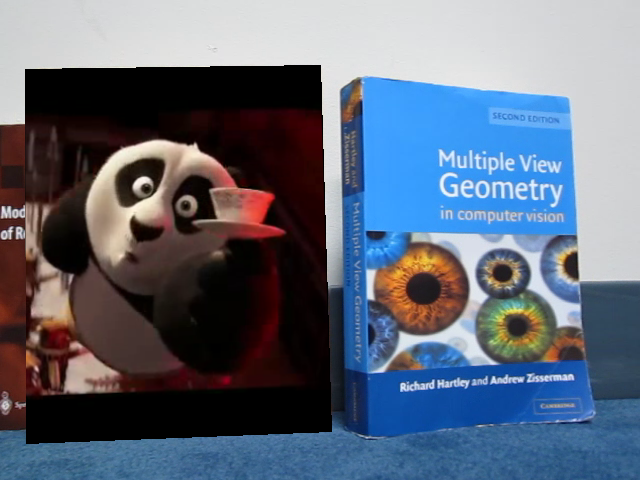 Mod
of Re
Hartley and
Zisserman
Multiple View Geometry
SECOND EDITION
Multiple View
Geometry
in computer vision
Richard Hartley and Andrew Zisserman
CAMBRIDGE